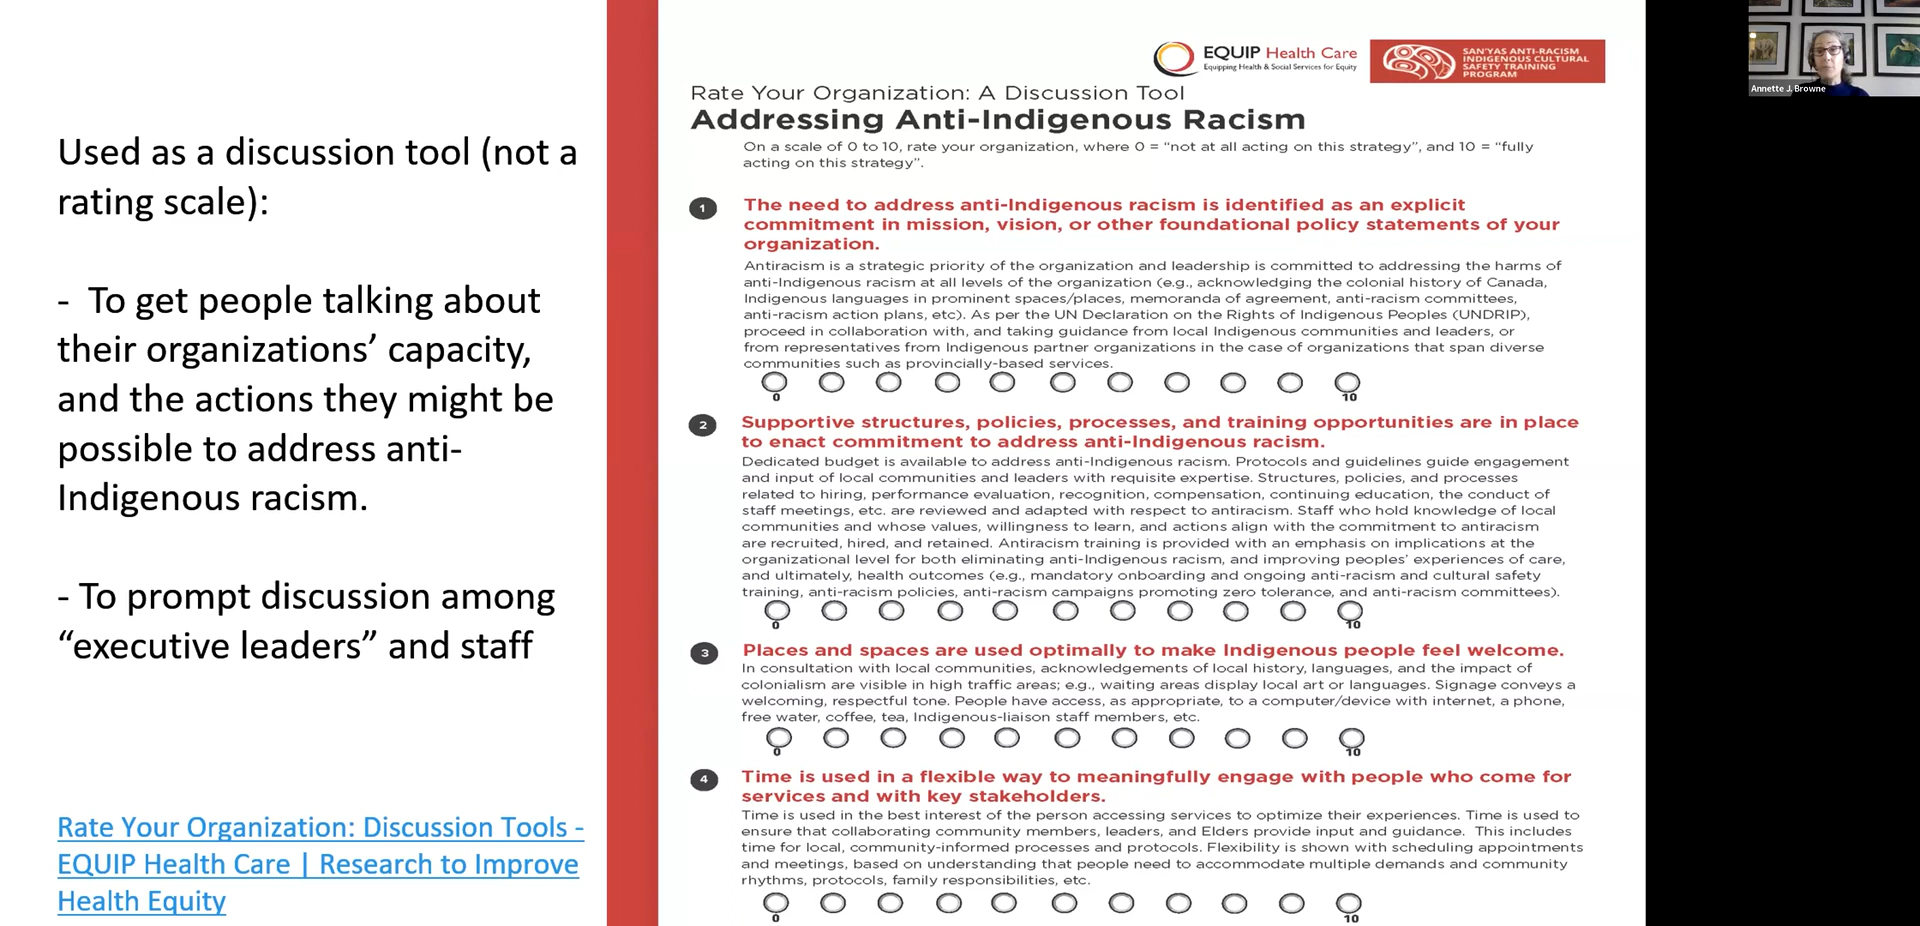 Used as a discussion tool (not a
rating scale):
- To get people talking about
their organizations’ capacity,
and the actions they might be
possible to address anti-
Indigenous racism.
- To prompt discussion among
“executive leaders” and staff
Rate Your Organization: Discussion Tools -
EQUIP Health Care | Research to Improve
Health Equity
EQUIP Health Care
Equipping Health & Social Services for Equity
SAN'YAS ANTI-RACISM
INDIGENOUS CULTURAL
SAFETY TRAINING
PROGRAM
Rate Your Organization: A Discussion Tool
Addressing Anti-Indigenous Racism
On a scale of 0 to 10, rate your organization, where 0 = “not at all acting on this strategy”, and 10 = “fully
acting on this strategy”.
1
The need to address anti-Indigenous racism is identified as an explicit
commitment in mission, vision, or other foundational policy statements of your
organization.
Antiracism is a strategic priority of the organization and leadership is committed to addressing the harms of
anti-Indigenous racism at all levels of the organization (e.g., acknowledging the colonial history of Canada,
Indigenous languages in prominent spaces/places, memoranda of agreement, anti-racism committees,
anti-racism action plans, etc). As per the UN Declaration on the Rights of Indigenous Peoples (UNDRIP),
proceed in collaboration with, and taking guidance from local Indigenous communities and leaders, or
from representatives from Indigenous partner organizations in the case of organizations that span diverse
communities such as provincially-based services.
0 10
2
Supportive structures, policies, processes, and training opportunities are in place
to enact commitment to address anti-Indigenous racism.
Dedicated budget is available to address anti-Indigenous racism. Protocols and guidelines guide engagement
and input of local communities and leaders with requisite expertise. Structures, policies, and processes
related to hiring, performance evaluation, recognition, compensation, continuing education, the conduct of
staff meetings, etc. are reviewed and adapted with respect to antiracism. Staff who hold knowledge of local
communities and whose values, willingness to learn, and actions align with the commitment to antiracism
are recruited, hired, and retained. Antiracism training is provided with an emphasis on implications at the
organizational level for both eliminating anti-Indigenous racism, and improving peoples’ experiences of care,
and ultimately, health outcomes (e.g., mandatory onboarding and ongoing anti-racism and cultural safety
training, anti-racism policies, anti-racism campaigns promoting zero tolerance, and anti-racism committees).
0 10
3
Places and spaces are used optimally to make Indigenous people feel welcome.
In consultation with local communities, acknowledgements of local history, languages, and the impact of
colonialism are visible in high traffic areas; e.g., waiting areas display local art or languages. Signage conveys a
welcoming, respectful tone. People have access, as appropriate, to a computer/device with internet, a phone,
free water, coffee, tea, Indigenous-liaison staff members, etc.
0 10
4
Time is used in a flexible way to meaningfully engage with people who come for
services and with key stakeholders.
Time is used in the best interest of the person accessing services to optimize their experiences. Time is used to
ensure that collaborating community members, leaders, and Elders provide input and guidance. This includes
time for local, community-informed processes and protocols. Flexibility is shown with scheduling appointments
and meetings, based on understanding that people need to accommodate multiple demands and community
rhythms, protocols, family responsibilities, etc.
0 10
Annette J. Browne